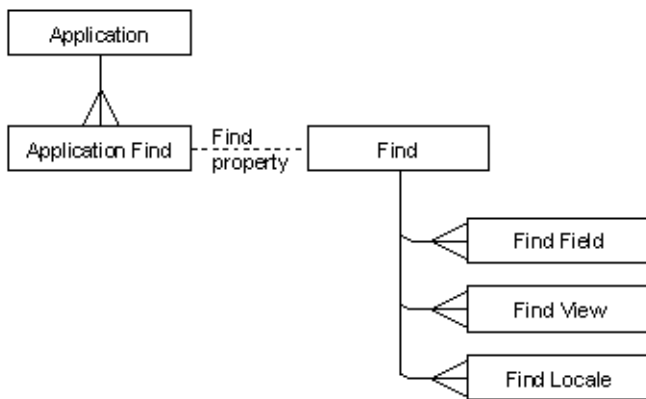 Application
Application Find
Find
property
Find
Find Field
Find View
Find Locale